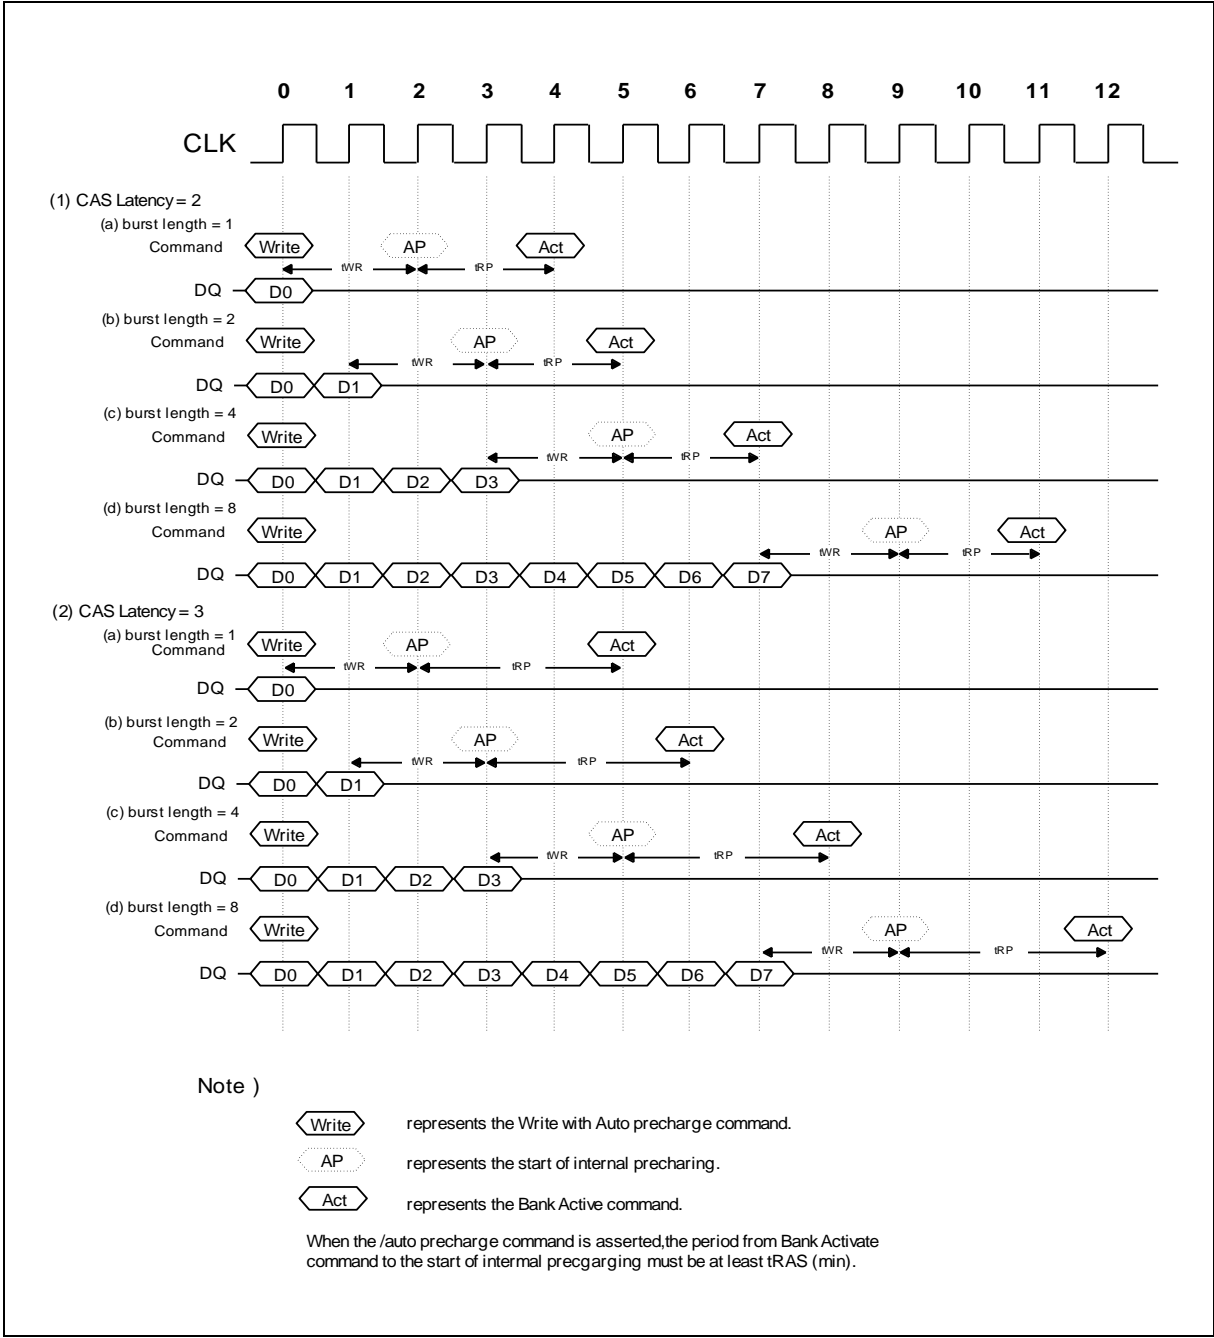 0 1 2 3 4 5 6 7 8 9 10 11 12
CLK
(1) CAS Latency = 2
(a) burst length = 1
Command Write AP Act
tWR tRP
DQ D0
(b) burst length = 2
Command Write AP Act
tWR tRP
DQ D0 D1
(c) burst length = 4
Command Write AP Act
tWR tRP
DQ D0 D1 D2 D3
(d) burst length = 8
Command Write AP Act
tWR tRP
DQ D0 D1 D2 D3 D4 D5 D6 D7
(2) CAS Latency = 3
(a) burst length = 1
Command Write AP Act
tWR tRP
DQ D0
(b) burst length = 2
Command Write AP Act
tWR tRP
DQ D0 D1
(c) burst length = 4
Command Write AP Act
tWR tRP
DQ D0 D1 D2 D3
(d) burst length = 8
Command Write AP Act
tWR tRP
DQ D0 D1 D2 D3 D4 D5 D6 D7
Note )
Write represents the Write with Auto precharge command.
AP represents the start of internal precharing.
Act represents the Bank Active command.
When the /auto precharge command is asserted,the period from Bank Activate
command to the start of internal precgarging must be at least tRAS (min).